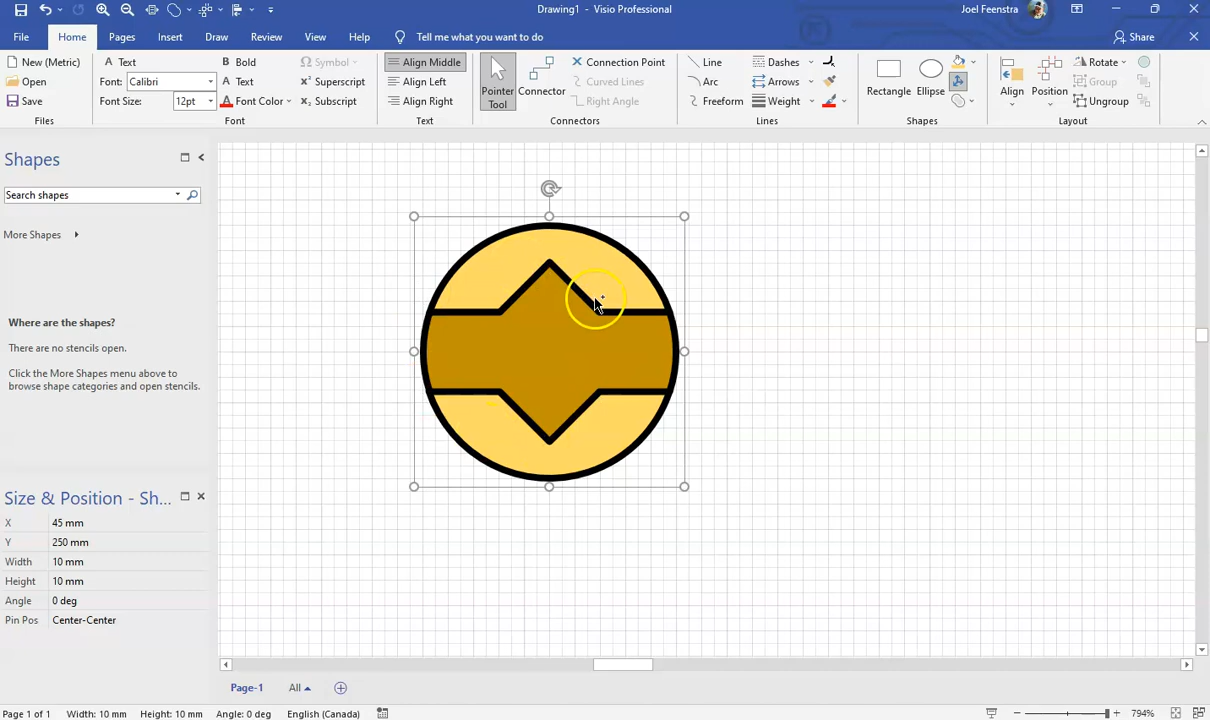 Drawing1 - Visio Professional
Joel Feenstra
File Home Pages Insert Draw Review View Help Tell me what you want to do Share
New (Metric) Text Bold Symbol Align Middle Connection Point Line Dashes Rotate
Open Font: Calibri Text Superscript Align Left Curved Lines Arc Arrows Group
Save Font Size: 12pt Font Color Subscript Align Right Right Angle Freeform Weight Ungroup
Pointer Tool Connector Rectangle Ellipse Align Position
Files Font Text Connectors Lines Shapes Layout
Shapes
Search shapes
More Shapes
Where are the shapes?
There are no stencils open.
Click the More Shapes menu above to
browse shape categories and open stencils.
Size & Position - Sh...
X 45 mm
Y 250 mm
Width 10 mm
Height 10 mm
Angle 0 deg
Pin Pos Center-Center
Page-1 All
Page 1 of 1 Width: 10 mm Height: 10 mm Angle: 0 deg English (Canada) 794%